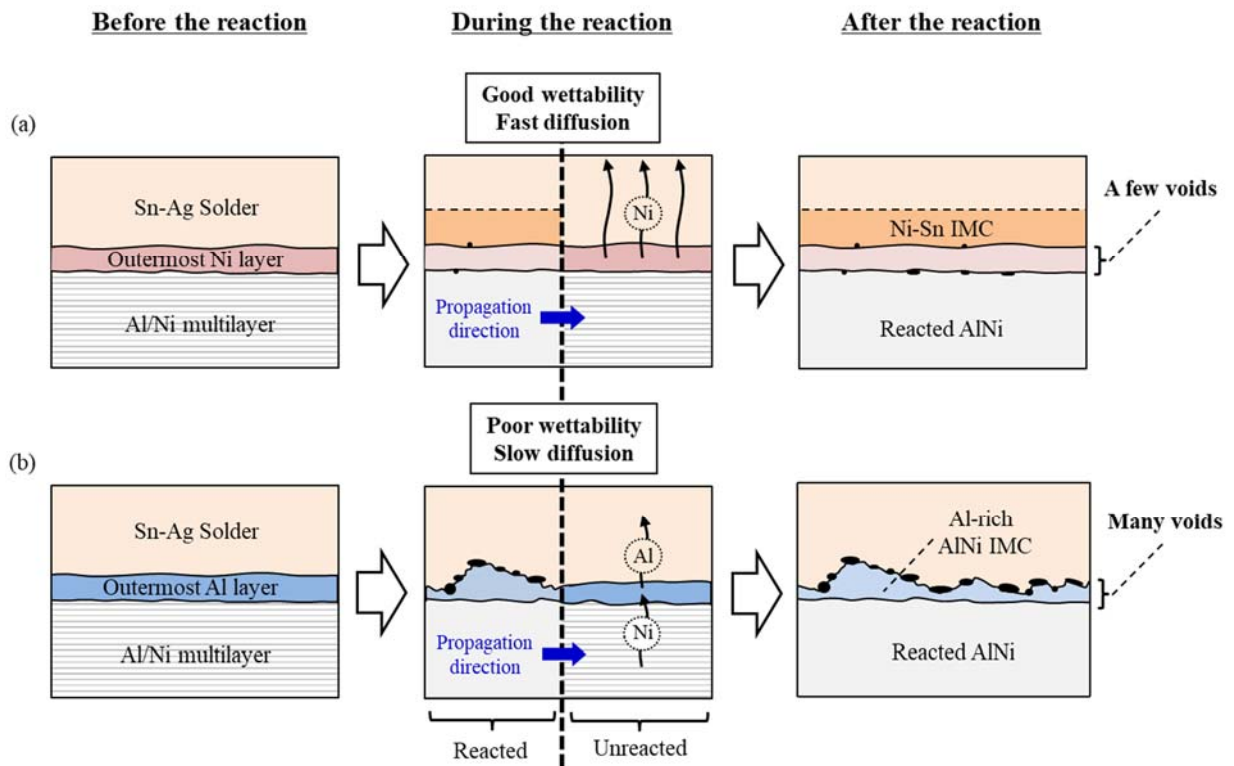 Before the reaction
During the reaction
After the reaction
(a)
Good wettability
Fast diffusion
Sn-Ag Solder
Outermost Ni layer
Al/Ni multilayer
Ni
Propagation
direction
Ni-Sn IMC
Reacted AlNi
A few voids
(b)
Poor wettability
Slow diffusion
Sn-Ag Solder
Outermost Al layer
Al/Ni multilayer
Al
Ni
Propagation
direction
Reacted
Unreacted
Al-rich
AlNi IMC
Reacted AlNi
Many voids